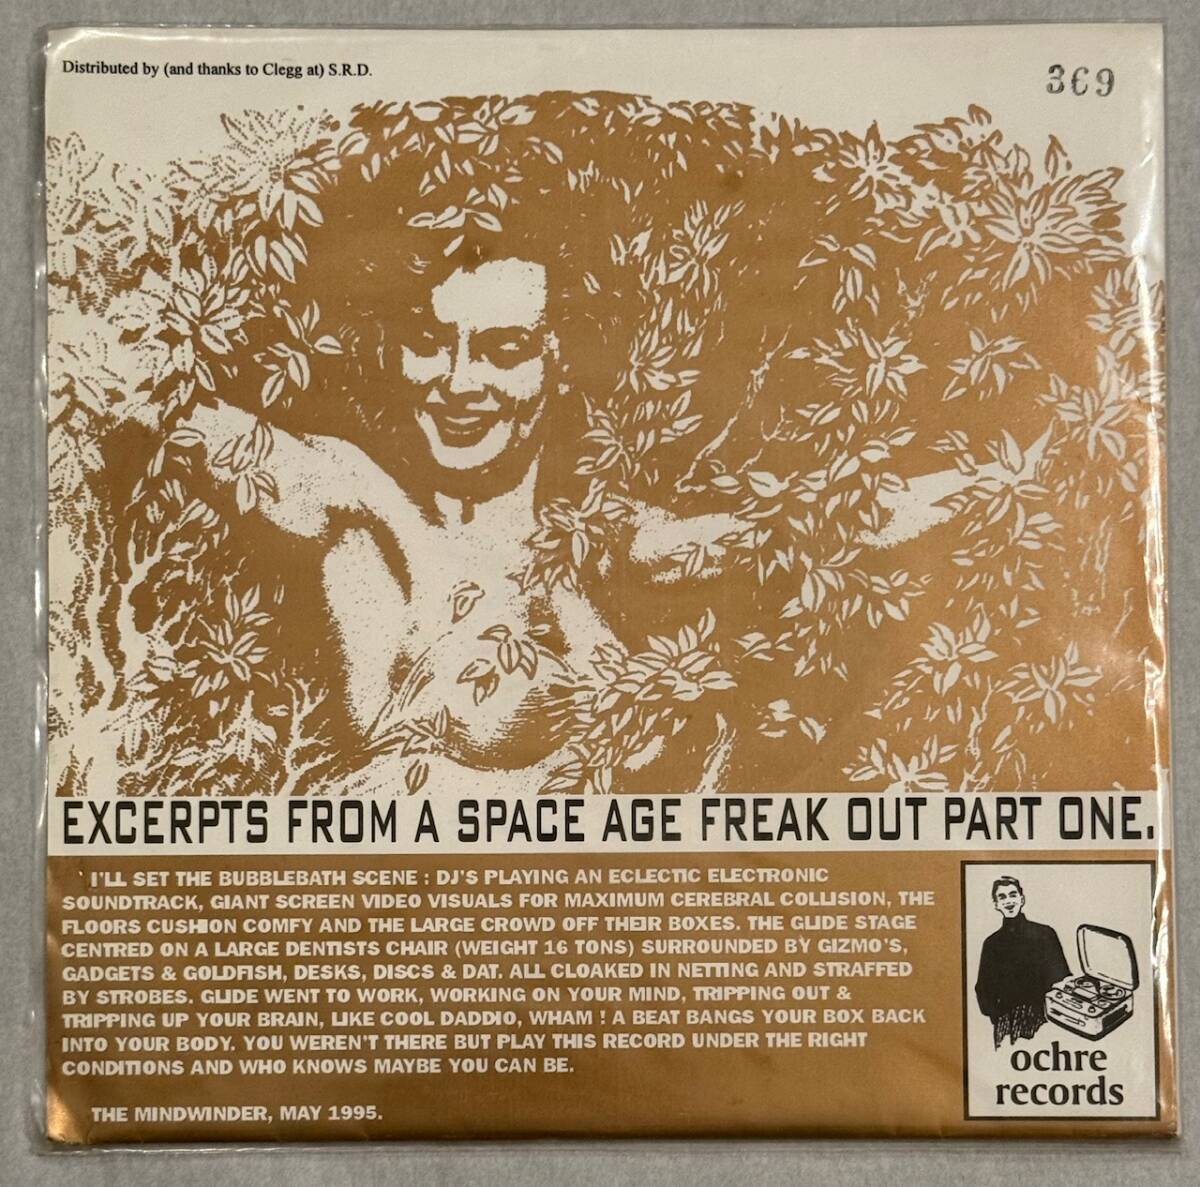 Distributed by (and thanks to Clegg at) S.R.D.
369
EXCERPTS FROM A SPACE AGE FREAK OUT PART ONE.
I'LL SET THE BUBBLEBATH SCENE : DJ'S PLAYING AN ECLECTIC ELECTRONIC
SOUNDTRACK, GIANT SCREEN VIDEO VISUALS FOR MAXIMUM CEREBRAL COLLISION, THE
FLOORS CUSHION COMFY AND THE LARGE CROWD OFF THEIR BOXES. THE GLIDE STAGE
CENTRED ON A LARGE DENTISTS CHAIR (WEIGHT 16 TONS) SURROUNDED BY GIZMO'S,
GADGETS & GOLDFISH, DESKS, DISCS & DAT. ALL CLOAKED IN NETTING AND STRAFFED
BY STROBES. GLIDE WENT TO WORK, WORKING ON YOUR MIND, TRIPPING OUT &
TRIPPING UP YOUR BRAIN, LIKE COOL DADDIO, WHAM ! A BEAT BANGS YOUR BOX BACK
INTO YOUR BODY. YOU WEREN'T THERE BUT PLAY THIS RECORD UNDER THE RIGHT
CONDITIONS AND WHO KNOWS MAYBE YOU CAN BE.
THE MINDWINDER, MAY 1995.
ochre
records